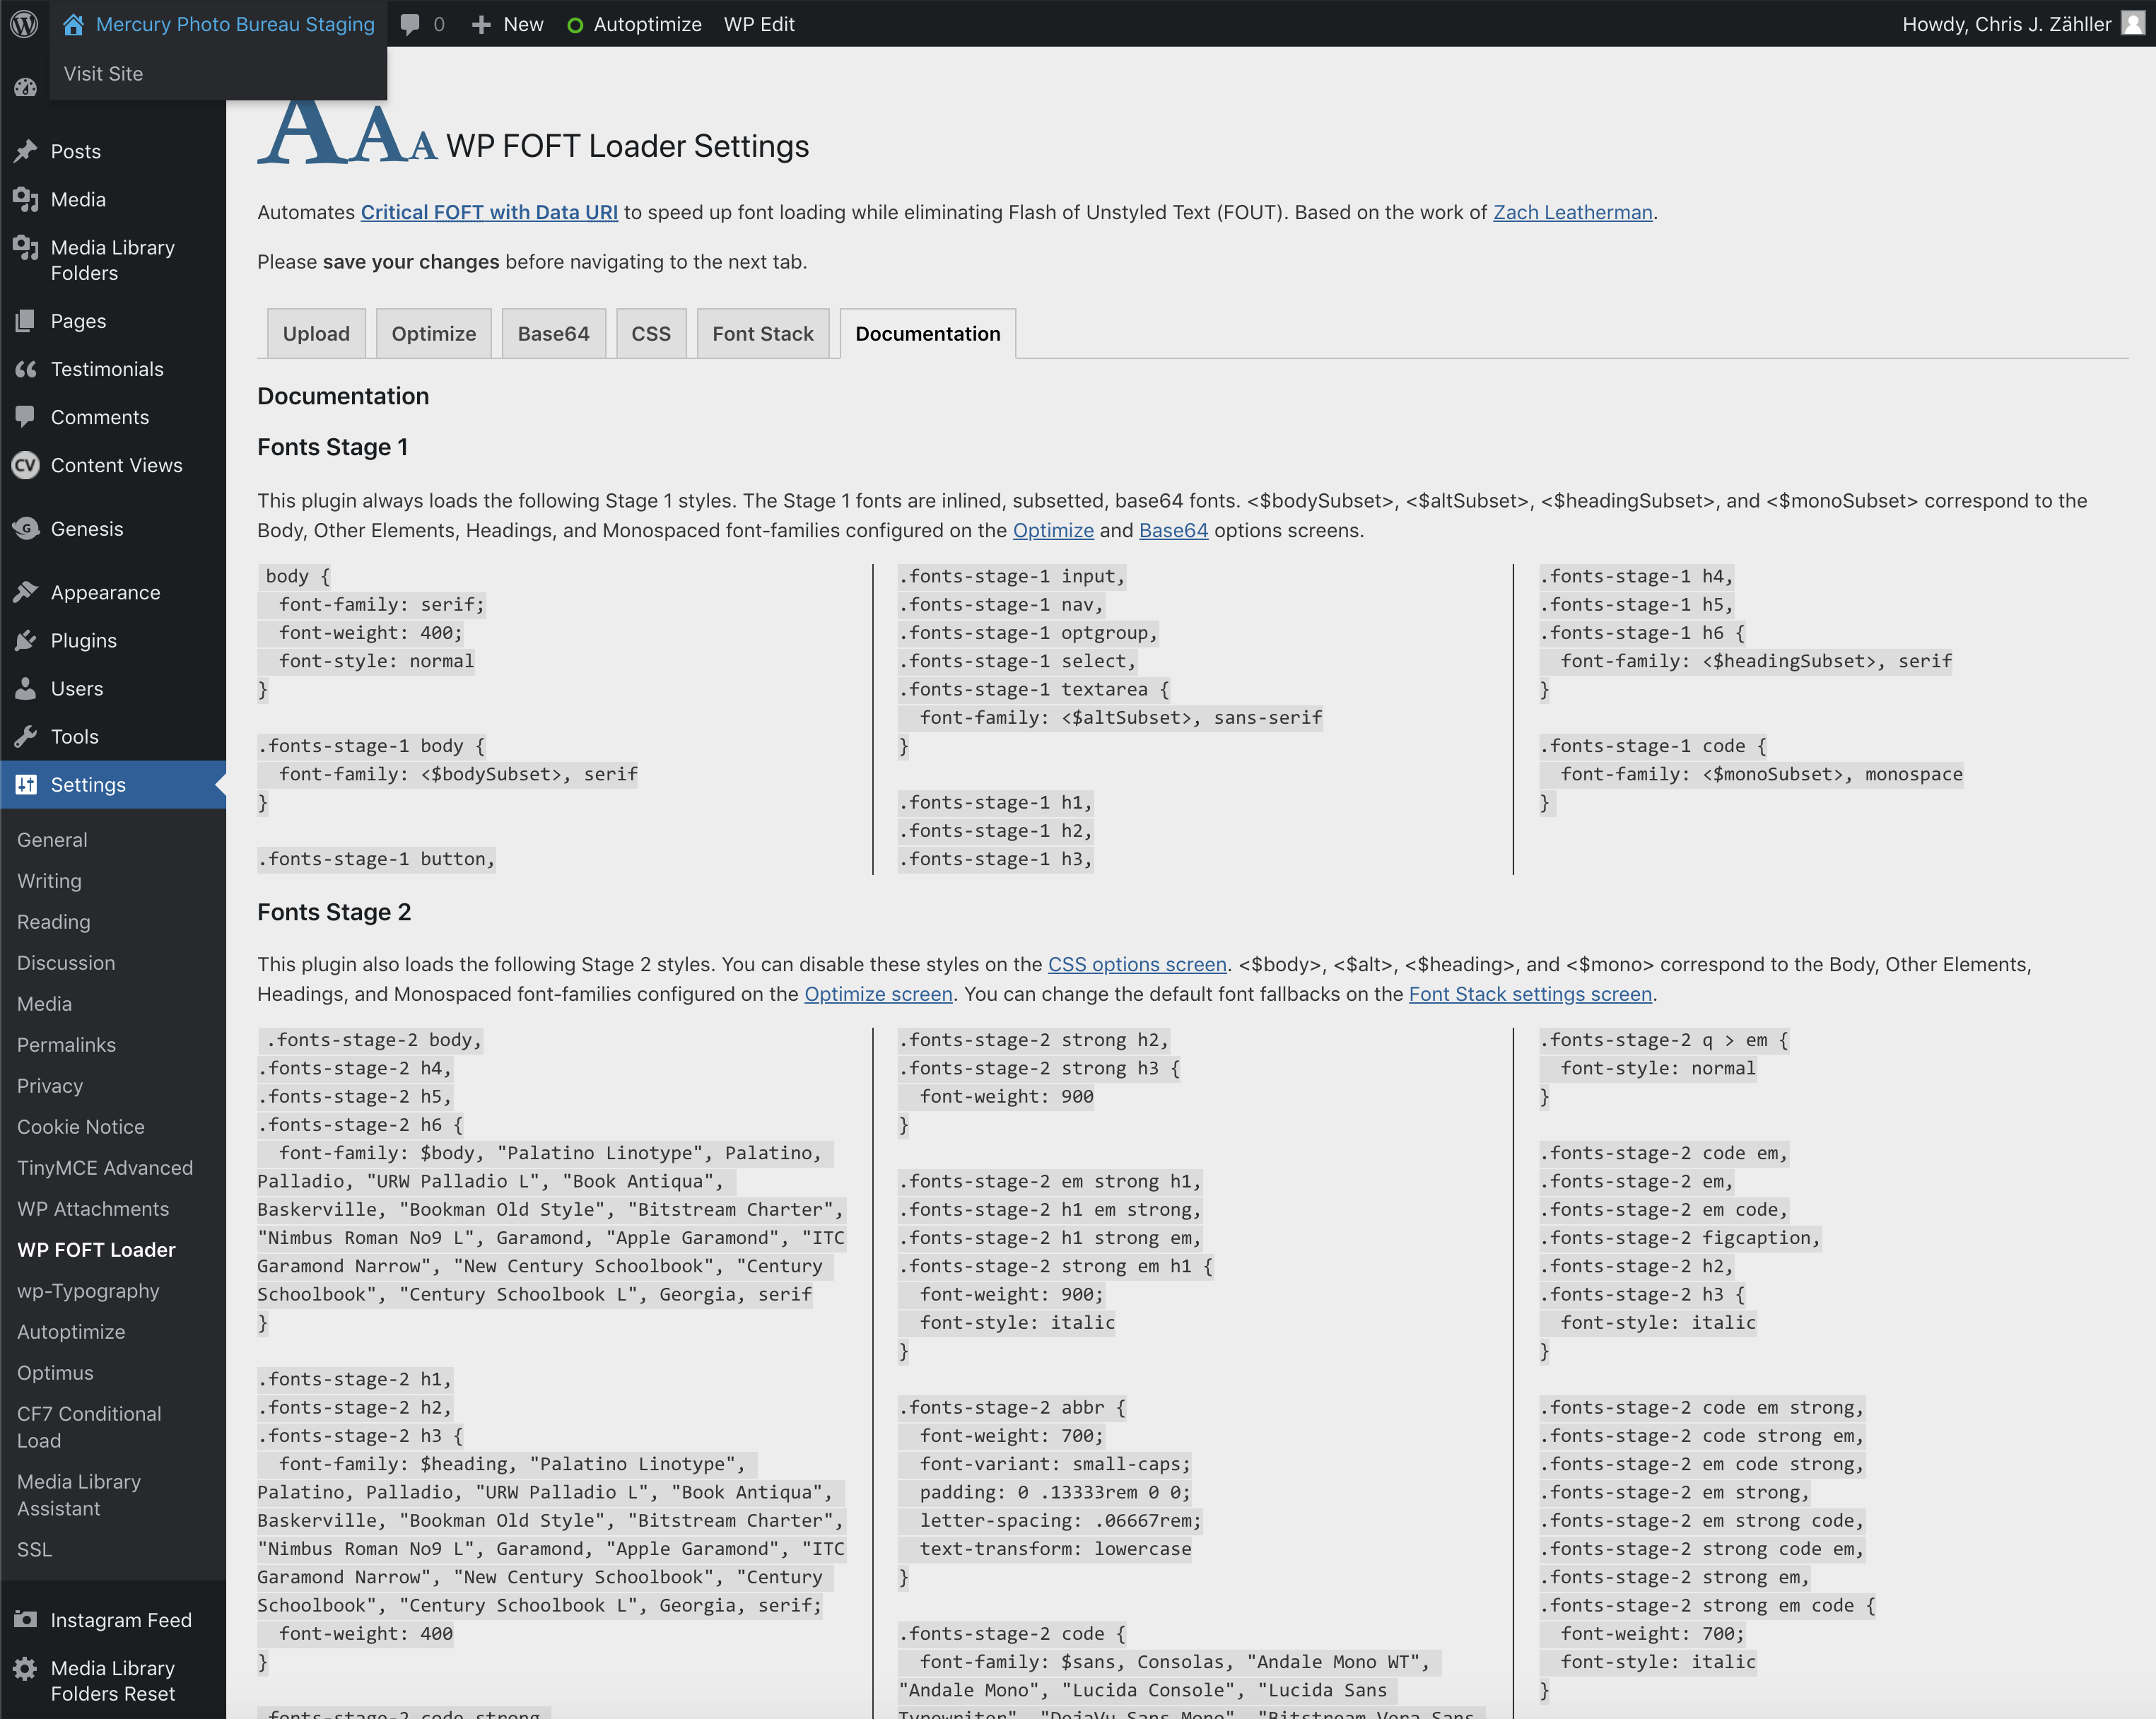 Mercury Photo Bureau Staging
0
New
Autoptimize
WP Edit
Howdy, Chris J. Zähller
Visit Site
Posts
Media
Media Library
Folders
Pages
Testimonials
Comments
CV
Content Views
G
Genesis
Appearance
Plugins
Users
Tools
Settings
General
Writing
Reading
Discussion
Media
Permalinks
Privacy
Cookie Notice
TinyMCE Advanced
WP Attachments
WP FOFT Loader
wp-Typography
Autoptimize
Optimus
CF7 Conditional
Load
Media Library
Assistant
SSL
Instagram Feed
Media Library
Folders Reset
AAA WP FOFT Loader Settings
Automates Critical FOFT with Data URI to speed up font loading while eliminating Flash of Unstyled Text (FOUT). Based on the work of Zach Leatherman.
Please save your changes before navigating to the next tab.
Upload
Optimize
Base64
CSS
Font Stack
Documentation
Documentation
Fonts Stage 1
This plugin always loads the following Stage 1 styles. The Stage 1 fonts are inlined, subsetted, base64 fonts. <$bodySubset>, <$altSubset>, <$headingSubset>, and <$monoSubset> correspond to the
Body, Other Elements, Headings, and Monospaced font-families configured on the Optimize and Base64 options screens.
body {
font-family: serif;
font-weight: 400;
font-style: normal
}
.fonts-stage-1 body {
font-family: <$bodySubset>, serif
}
.fonts-stage-1 button,
.fonts-stage-1 input,
.fonts-stage-1 nav,
.fonts-stage-1 optgroup,
.fonts-stage-1 select,
.fonts-stage-1 textarea {
font-family: <$altSubset>, sans-serif
}
.fonts-stage-1 h1,
.fonts-stage-1 h2,
.fonts-stage-1 h3,
.fonts-stage-1 h4,
.fonts-stage-1 h5,
.fonts-stage-1 h6 {
font-family: <$headingSubset>, serif
}
.fonts-stage-1 code {
font-family: <$monoSubset>, monospace
}
Fonts Stage 2
This plugin also loads the following Stage 2 styles. You can disable these styles on the CSS options screen. <$body>, <$alt>, <$heading>, and <$mono> correspond to the Body, Other Elements,
Headings, and Monospaced font-families configured on the Optimize screen. You can change the default font fallbacks on the Font Stack settings screen.
.fonts-stage-2 body,
.fonts-stage-2 h4,
.fonts-stage-2 h5,
.fonts-stage-2 h6 {
font-family: $body, "Palatino Linotype", Palatino,
Palladio, "URW Palladio L", "Book Antiqua",
Baskerville, "Bookman Old Style", "Bitstream Charter",
"Nimbus Roman No9 L", Garamond, "Apple Garamond", "ITC
Garamond Narrow", "New Century Schoolbook", "Century
Schoolbook", "Century Schoolbook L", Georgia, serif
}
.fonts-stage-2 h1,
.fonts-stage-2 h2,
.fonts-stage-2 h3 {
font-family: $heading, "Palatino Linotype",
Palatino, Palladio, "URW Palladio L", "Book Antiqua",
Baskerville, "Bookman Old Style", "Bitstream Charter",
"Nimbus Roman No9 L", Garamond, "Apple Garamond", "ITC
Garamond Narrow", "New Century Schoolbook", "Century
Schoolbook", "Century Schoolbook L", Georgia, serif;
font-weight: 400
}
.fonts-stage-2 code strong,
.fonts-stage-2 strong h2,
.fonts-stage-2 strong h3 {
font-weight: 900
}
.fonts-stage-2 em strong h1,
.fonts-stage-2 h1 em strong,
.fonts-stage-2 h1 strong em,
.fonts-stage-2 strong em h1 {
font-weight: 900;
font-style: italic
}
.fonts-stage-2 abbr {
font-weight: 700;
font-variant: small-caps;
padding: 0 .13333rem 0 0;
letter-spacing: .06667rem;
text-transform: lowercase
}
.fonts-stage-2 code {
font-family: $sans, Consolas, "Andale Mono WT",
"Andale Mono", "Lucida Console", "Lucida Sans
Typewriter", "DejaVu Sans Mono", "Bitstream Vera Sans
.fonts-stage-2 q > em {
font-style: normal
}
.fonts-stage-2 code em,
.fonts-stage-2 em,
.fonts-stage-2 em code,
.fonts-stage-2 figcaption,
.fonts-stage-2 h2,
.fonts-stage-2 h3 {
font-style: italic
}
.fonts-stage-2 code em strong,
.fonts-stage-2 code strong em,
.fonts-stage-2 em code strong,
.fonts-stage-2 em strong,
.fonts-stage-2 em strong code,
.fonts-stage-2 strong code em,
.fonts-stage-2 strong em,
.fonts-stage-2 strong em code {
font-weight: 700;
font-style: italic
}